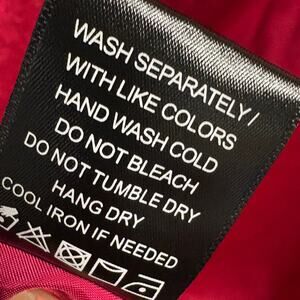 WASH SEPARATELY/
WITH LIKE COLORS
HAND WASH COLD
DO NOT BLEACH
DO NOT TUMBLE DRY
HANG DRY
COOL IRON IF NEEDED